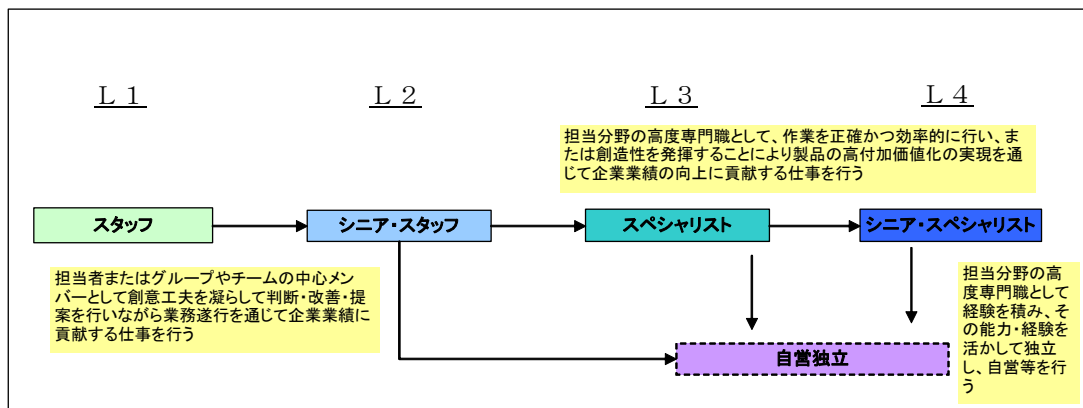 Ｌ１
Ｌ２
Ｌ３
Ｌ４
担当分野の高度専門職として、作業を正確かつ効率的に行い、ま
たは創造性を発揮することにより製品の高付加価値化の実現を通
じて企業業績の向上に貢献する仕事を行う
スタッフ
シニア・スタッフ
スペシャリスト
シニア・スペシャリスト
担当者またはグループやチームの中心メン
バーとして創意工夫を凝らして判断・改善・提
案を行いながら業務遂行を通じて企業業績に
貢献する仕事を行う
担当分野の高
度専門職として
経験を積み、そ
の能力・経験を
活かして独立
し、自営等を行
う
自営独立